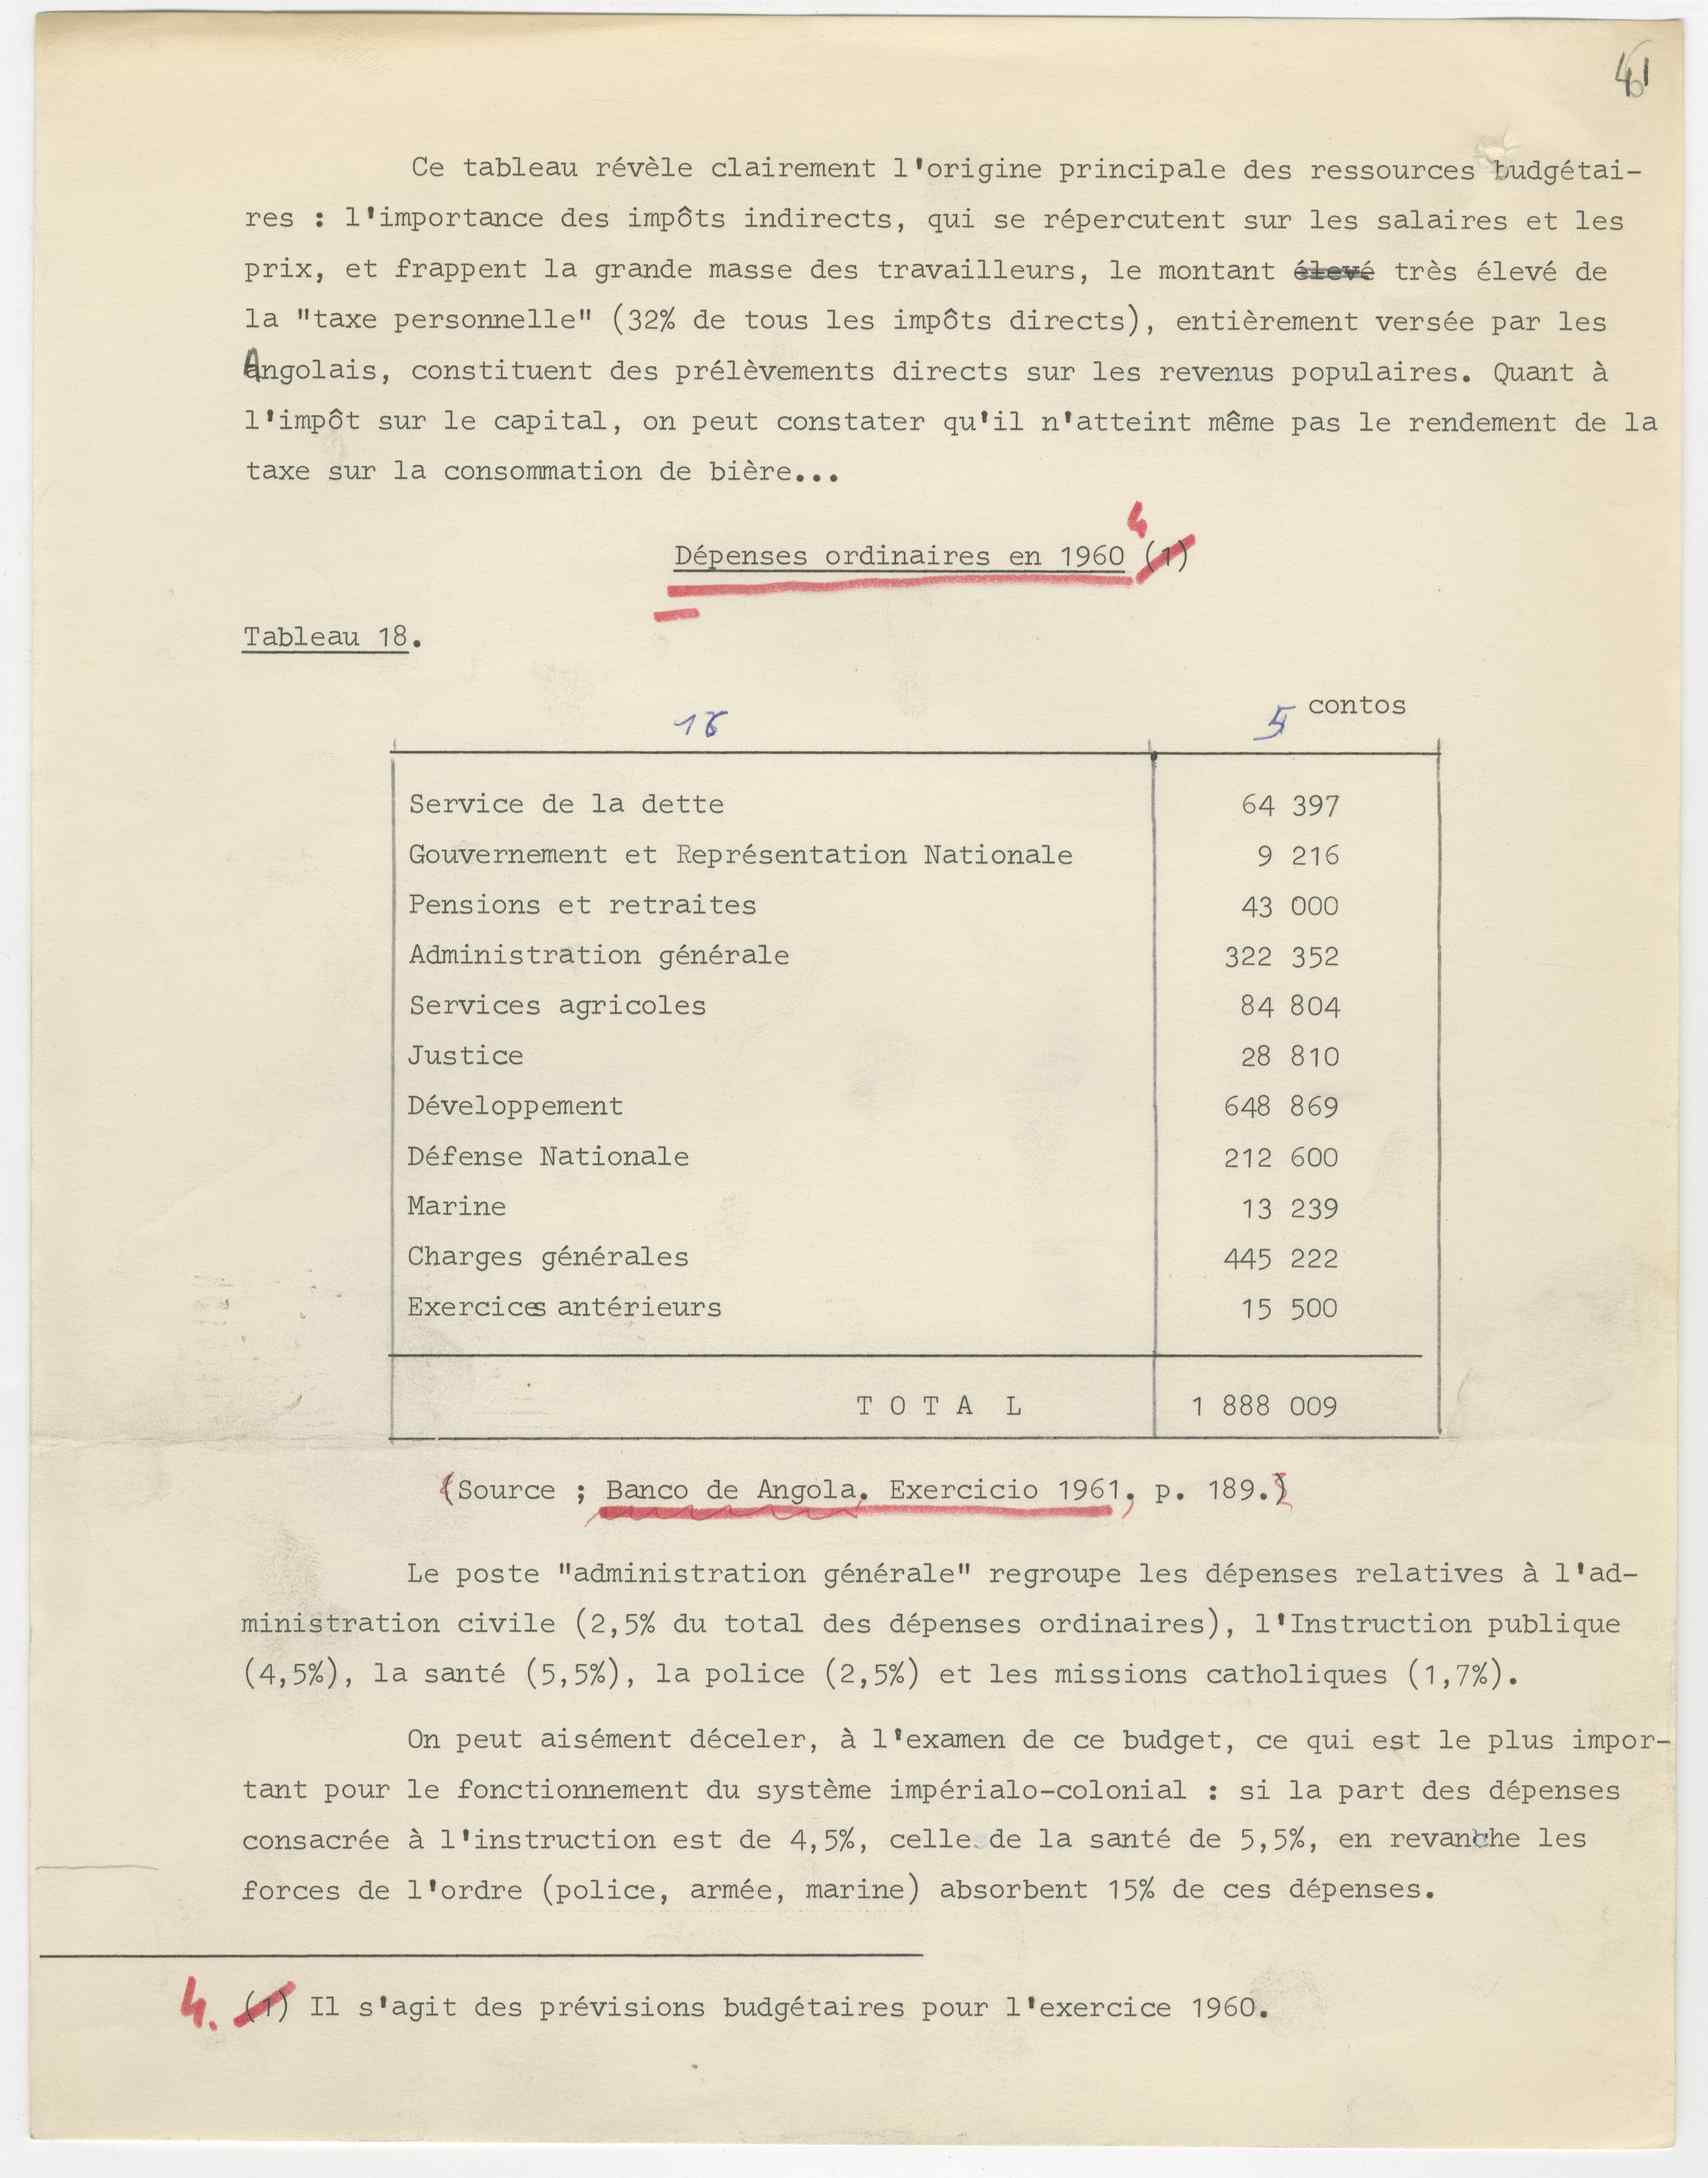 41
Ce tableau révèle clairement l'origine principale des ressources budgétai-
res : l'importance des impôts indirects, qui se répercutent sur les salaires et les
prix, et frappent la grande masse des travailleurs, le montant élevé très élevé de
la "taxe personnelle" (32% de tous les impôts directs), entièrement versée par les
Angolais, constituent des prélèvements directs sur les revenus populaires. Quant à
l'impôt sur le capital, on peut constater qu'il n'atteint même pas le rendement de la
taxe sur la consommation de bière...
4
Dépenses ordinaires en 1960 (1)
Tableau 18.
16 5 contos
Service de la dette 64 397
Gouvernement et Représentation Nationale 9 216
Pensions et retraites 43 000
Administration générale 322 352
Services agricoles 84 804
Justice 28 810
Développement 648 869
Défense Nationale 212 600
Marine 13 239
Charges générales 445 222
Exercices antérieurs 15 500
T O T A L 1 888 009
(Source ; Banco de Angola. Exercicio 1961, p. 189.)
Le poste "administration générale" regroupe les dépenses relatives à l'ad-
ministration civile (2,5% du total des dépenses ordinaires), l'Instruction publique
(4,5%), la santé (5,5%), la police (2,5%) et les missions catholiques (1,7%).
On peut aisément déceler, à l'examen de ce budget, ce qui est le plus impor-
tant pour le fonctionnement du système impérialo-colonial : si la part des dépenses
consacrée à l'instruction est de 4,5%, celle de la santé de 5,5%, en revanche les
forces de l'ordre (police, armée, marine) absorbent 15% de ces dépenses.
4. (1) Il s'agit des prévisions budgétaires pour l'exercice 1960.